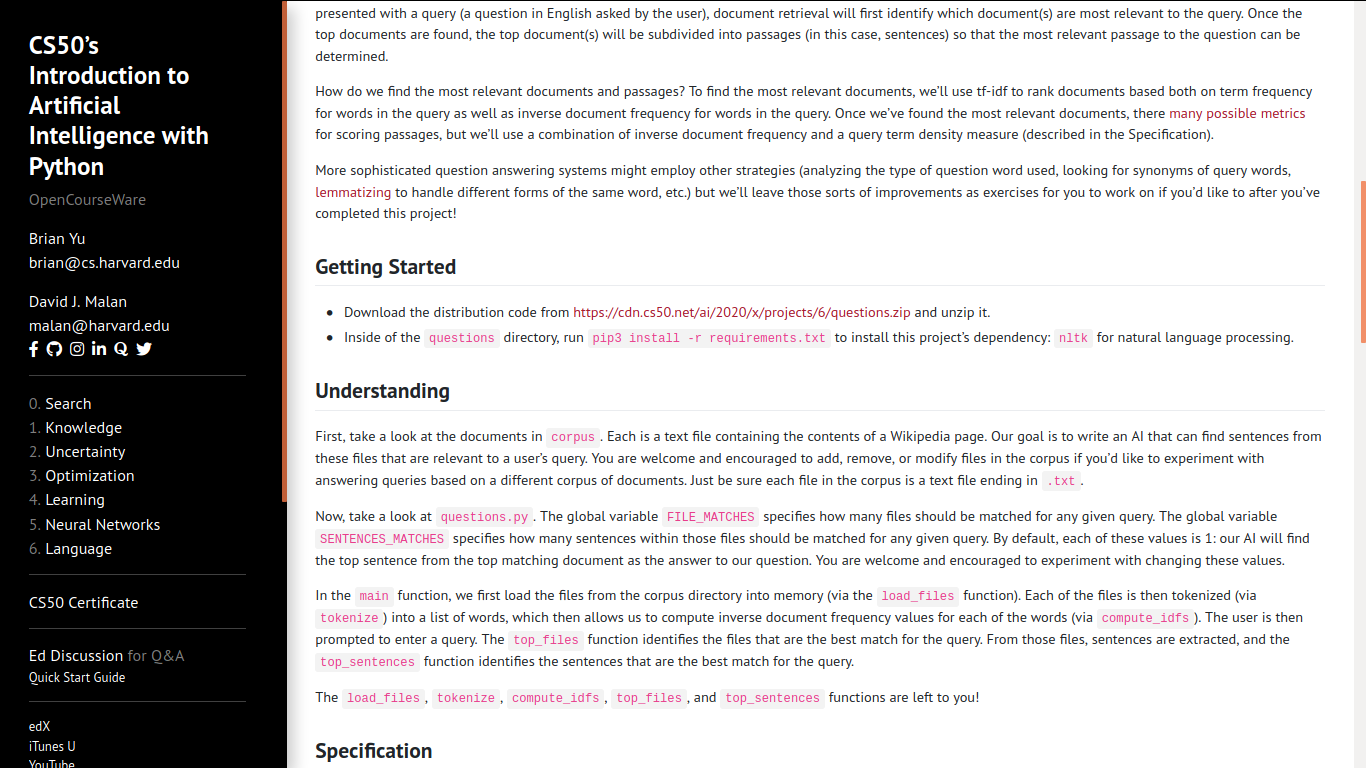 CS50’s
Introduction to
Artificial
Intelligence with
Python
OpenCourseWare
Brian Yu
brian@cs.harvard.edu
David J. Malan
malan@harvard.edu
0. Search
1. Knowledge
2. Uncertainty
3. Optimization
4. Learning
5. Neural Networks
6. Language
CS50 Certificate
Ed Discussion for Q&A
Quick Start Guide
edX
iTunes U
YouTube
presented with a query (a question in English asked by the user), document retrieval will first identify which document(s) are most relevant to the query. Once the
top documents are found, the top document(s) will be subdivided into passages (in this case, sentences) so that the most relevant passage to the question can be
determined.
How do we find the most relevant documents and passages? To find the most relevant documents, we’ll use tf-idf to rank documents based both on term frequency
for words in the query as well as inverse document frequency for words in the query. Once we’ve found the most relevant documents, there many possible metrics
for scoring passages, but we’ll use a combination of inverse document frequency and a query term density measure (described in the Specification).
More sophisticated question answering systems might employ other strategies (analyzing the type of question word used, looking for synonyms of query words,
lemmatizing to handle different forms of the same word, etc.) but we’ll leave those sorts of improvements as exercises for you to work on if you’d like to after you’ve
completed this project!
Getting Started
• Download the distribution code from https://cdn.cs50.net/ai/2020/x/projects/6/questions.zip and unzip it.
• Inside of the questions directory, run pip3 install -r requirements.txt to install this project’s dependency: nltk for natural language processing.
Understanding
First, take a look at the documents in corpus. Each is a text file containing the contents of a Wikipedia page. Our goal is to write an AI that can find sentences from
these files that are relevant to a user’s query. You are welcome and encouraged to add, remove, or modify files in the corpus if you’d like to experiment with
answering queries based on a different corpus of documents. Just be sure each file in the corpus is a text file ending in .txt.
Now, take a look at questions.py. The global variable FILE_MATCHES specifies how many files should be matched for any given query. The global variable
SENTENCES_MATCHES specifies how many sentences within those files should be matched for any given query. By default, each of these values is 1: our AI will find
the top sentence from the top matching document as the answer to our question. You are welcome and encouraged to experiment with changing these values.
In the main function, we first load the files from the corpus directory into memory (via the load_files function). Each of the files is then tokenized (via
tokenize) into a list of words, which then allows us to compute inverse document frequency values for each of the words (via compute_idfs). The user is then
prompted to enter a query. The top_files function identifies the files that are the best match for the query. From those files, sentences are extracted, and the
top_sentences function identifies the sentences that are the best match for the query.
The load_files, tokenize, compute_idfs, top_files, and top_sentences functions are left to you!
Specification